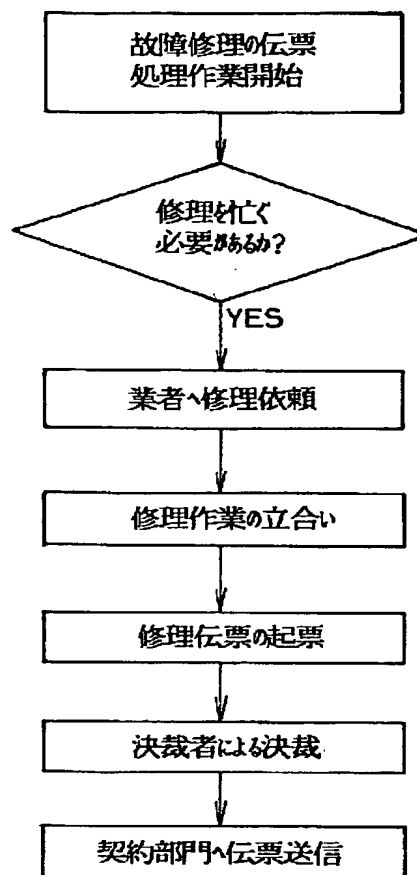 故障修理の伝票
処理作業開始
修理を忙ぐ
必要があるか?
YES
業者へ修理依頼
修理作業の立合い
修理伝票の起票
決裁者による決裁
契約部門へ伝票送信